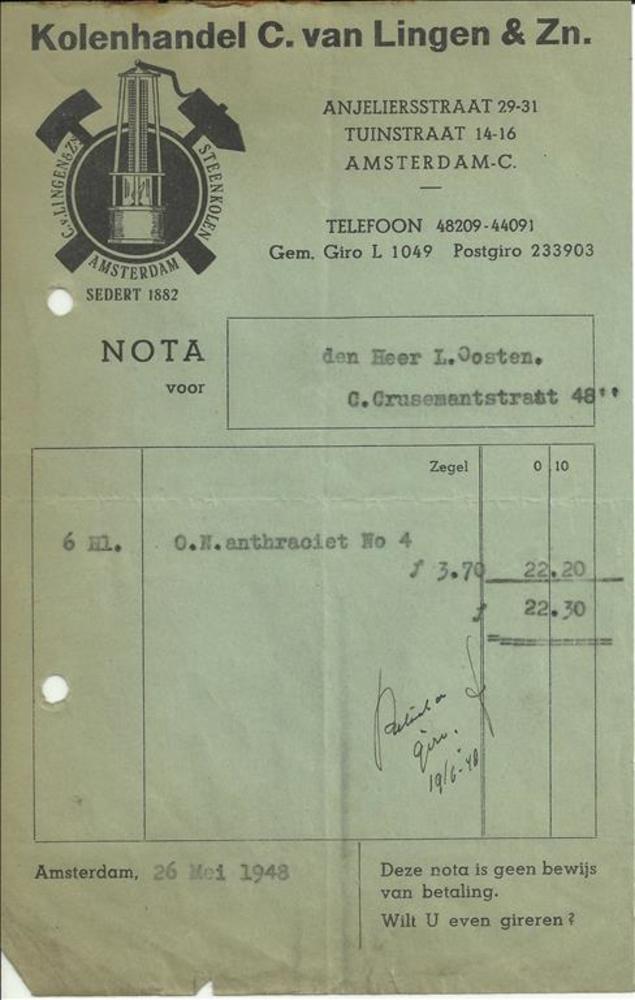 Kolenhandel C. van Lingen & Zn.
C.v. LINGEN & Zn. STEENKOLEN
AMSTERDAM
SEDERT 1882
ANJELIERSSTRAAT 29-31
TUINSTRAAT 14-16
AMSTERDAM-C.
TELEFOON 48209-44091
Gem. Giro L 1049 Postgiro 233903
NOTA
voor
den Heer L.Oosten.
C.Crusemantstraat 48''
Zegel 0 10
6 Hl. O.N.anthraciet No 4
f 3.70 22.20
f 22.30
giro.
19/6-48
Amsterdam, 26 Mei 1948
Deze nota is geen bewijs
van betaling.
Wilt U even gireren?